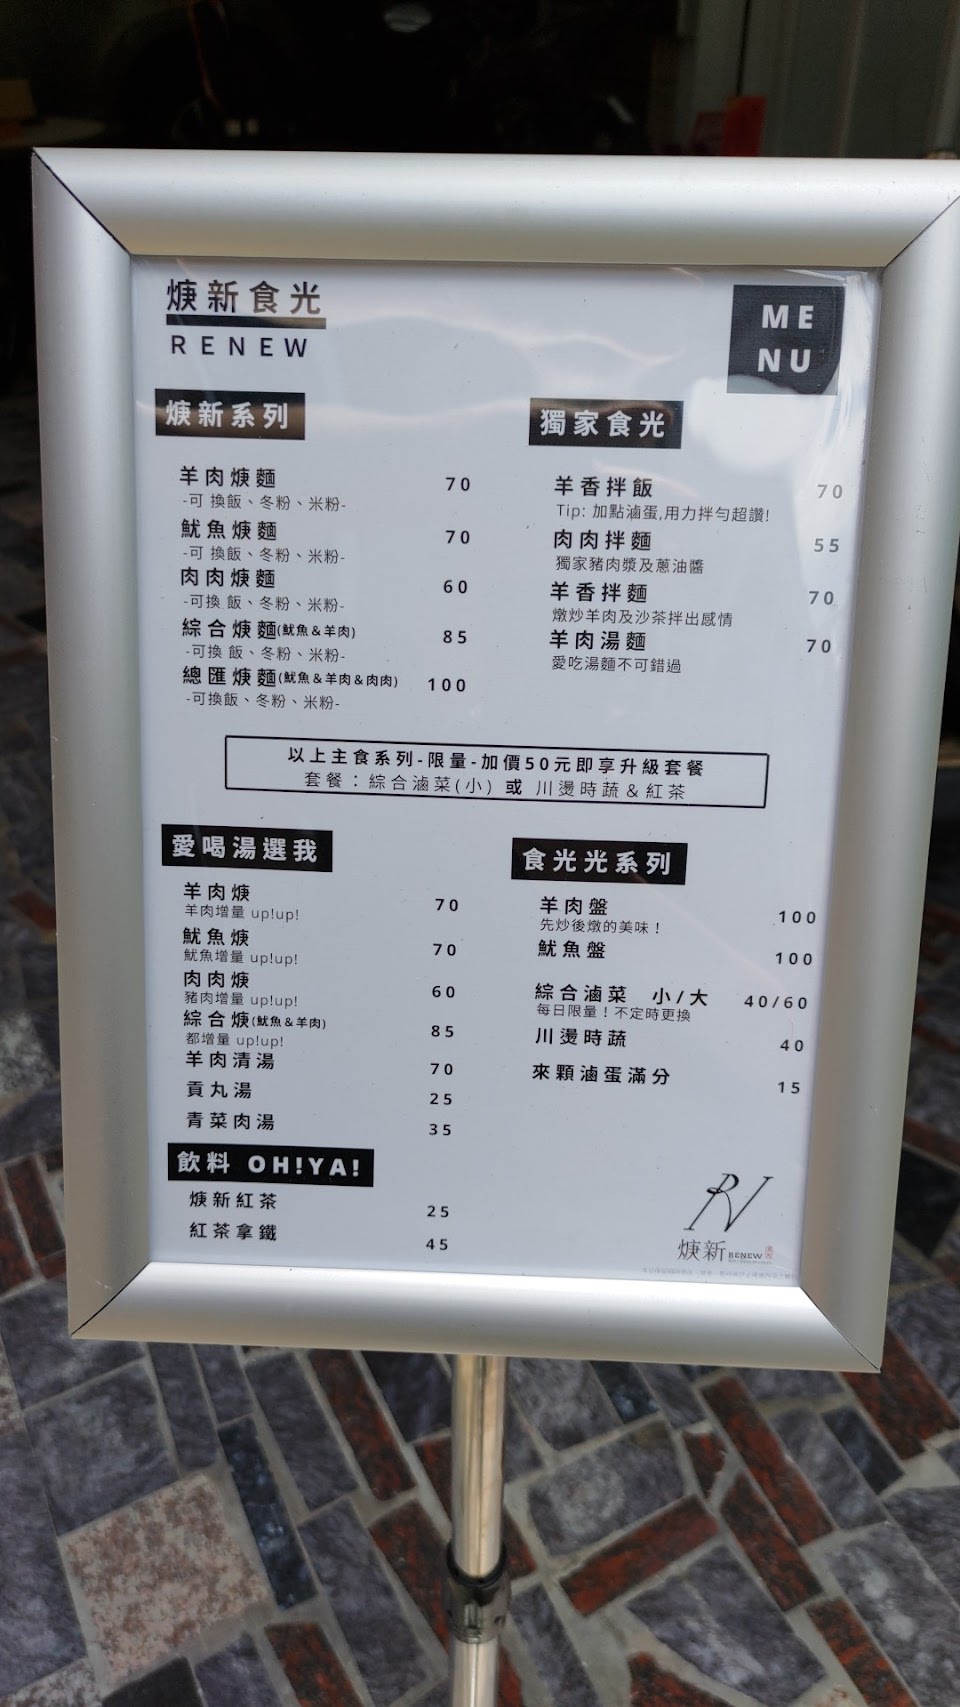 焿新食光
RENEW
ME
NU
焿新系列
羊肉焿麵 70
-可 換飯、冬粉、米粉-
魷魚焿麵 70
-可 換飯、冬粉、米粉-
肉肉焿麵 60
-可換 飯、冬粉、米粉-
綜合焿麵(魷魚&羊肉) 85
-可換 飯、冬粉、米粉-
總匯焿麵(魷魚&羊肉&肉肉) 100
-可換飯、冬粉、米粉-
獨家食光
羊香拌飯 70
Tip: 加點滷蛋,用力拌勻超讚!
肉肉拌麵 55
獨家豬肉漿及蔥油醬
羊香拌麵 70
燉炒羊肉及沙茶拌出感情
羊肉湯麵 70
愛吃湯麵不可錯過
以上主食系列-限量-加價50元即享升級套餐
套餐：綜合滷菜(小) 或 川燙時蔬&紅茶
愛喝湯選我
羊肉焿 70
羊肉增量 up!up!
魷魚焿 70
魷魚增量 up!up!
肉肉焿 60
豬肉增量 up!up!
綜合焿(魷魚&羊肉) 85
都增量 up!up!
羊肉清湯 70
貢丸湯 25
青菜肉湯 35
飲料 OH!YA!
焿新紅茶 25
紅茶拿鐵 45
食光光系列
羊肉盤 100
先炒後燉的美味！
魷魚盤 100
綜合滷菜 小/大 40/60
每日限量！不定時更換
川燙時蔬 40
來顆滷蛋滿分 15
RN
焿新 RENEW